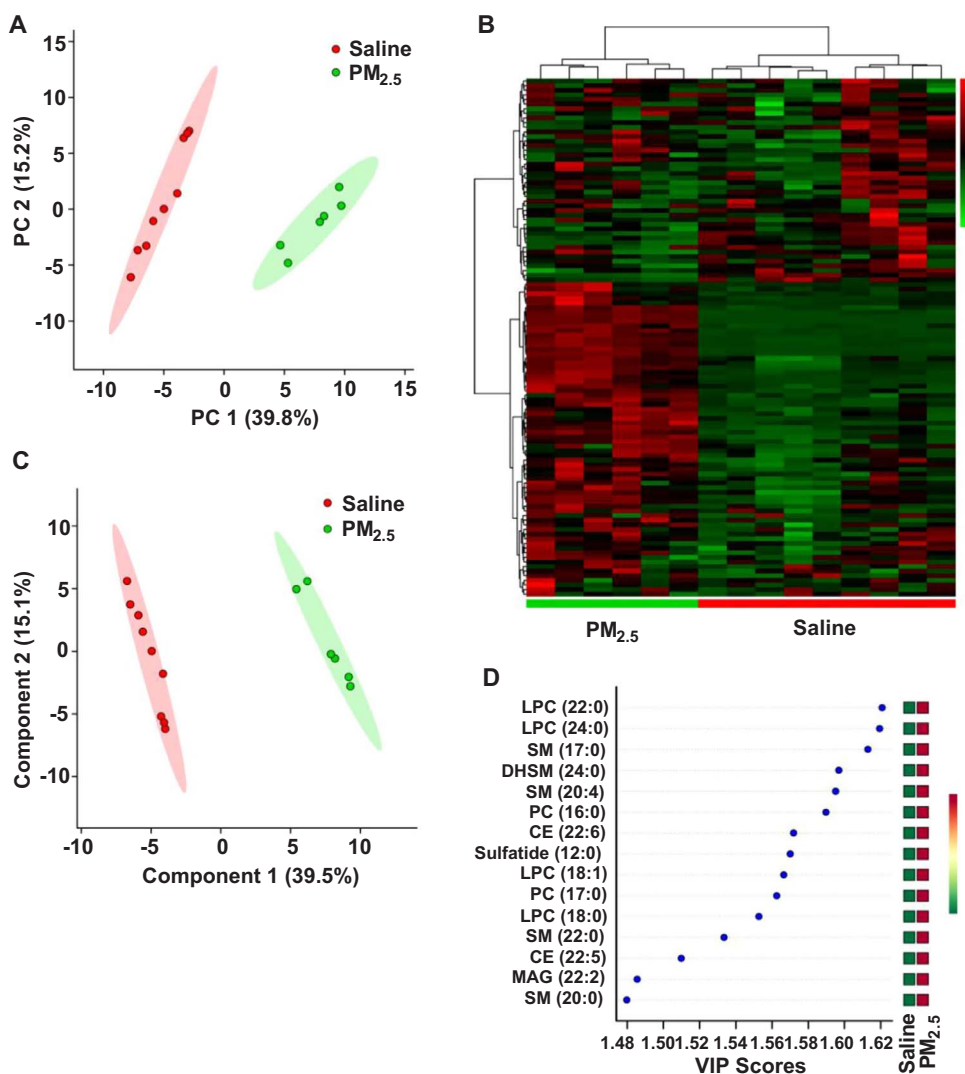 A
Saline
PM2.5
15
10
5
0
-5
-10
PC 2 (15.2%)
-10 -5 0 5 10 15
PC 1 (39.8%)
B
PM2.5 Saline
C
Saline
PM2.5
10
5
0
-5
-10
Component 2 (15.1%)
-10 -5 0 5 10
Component 1 (39.5%)
D
LPC (22:0)
LPC (24:0)
SM (17:0)
DHSM (24:0)
SM (20:4)
PC (16:0)
CE (22:6)
Sulfatide (12:0)
LPC (18:1)
PC (17:0)
LPC (18:0)
SM (22:0)
CE (22:5)
MAG (22:2)
SM (20:0)
1.48 1.50 1.52 1.54 1.56 1.58 1.60 1.62
VIP Scores
Saline
PM2.5